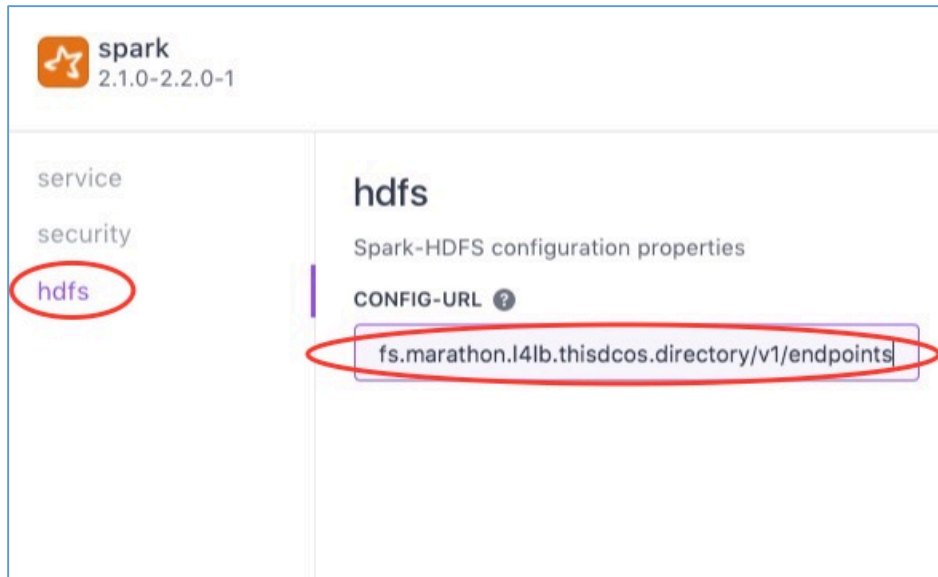 spark
2.1.0-2.2.0-1
service
security
hdfs
hdfs
Spark-HDFS configuration properties
CONFIG-URL ?
fs.marathon.l4lb.thisdcos.directory/v1/endpoints